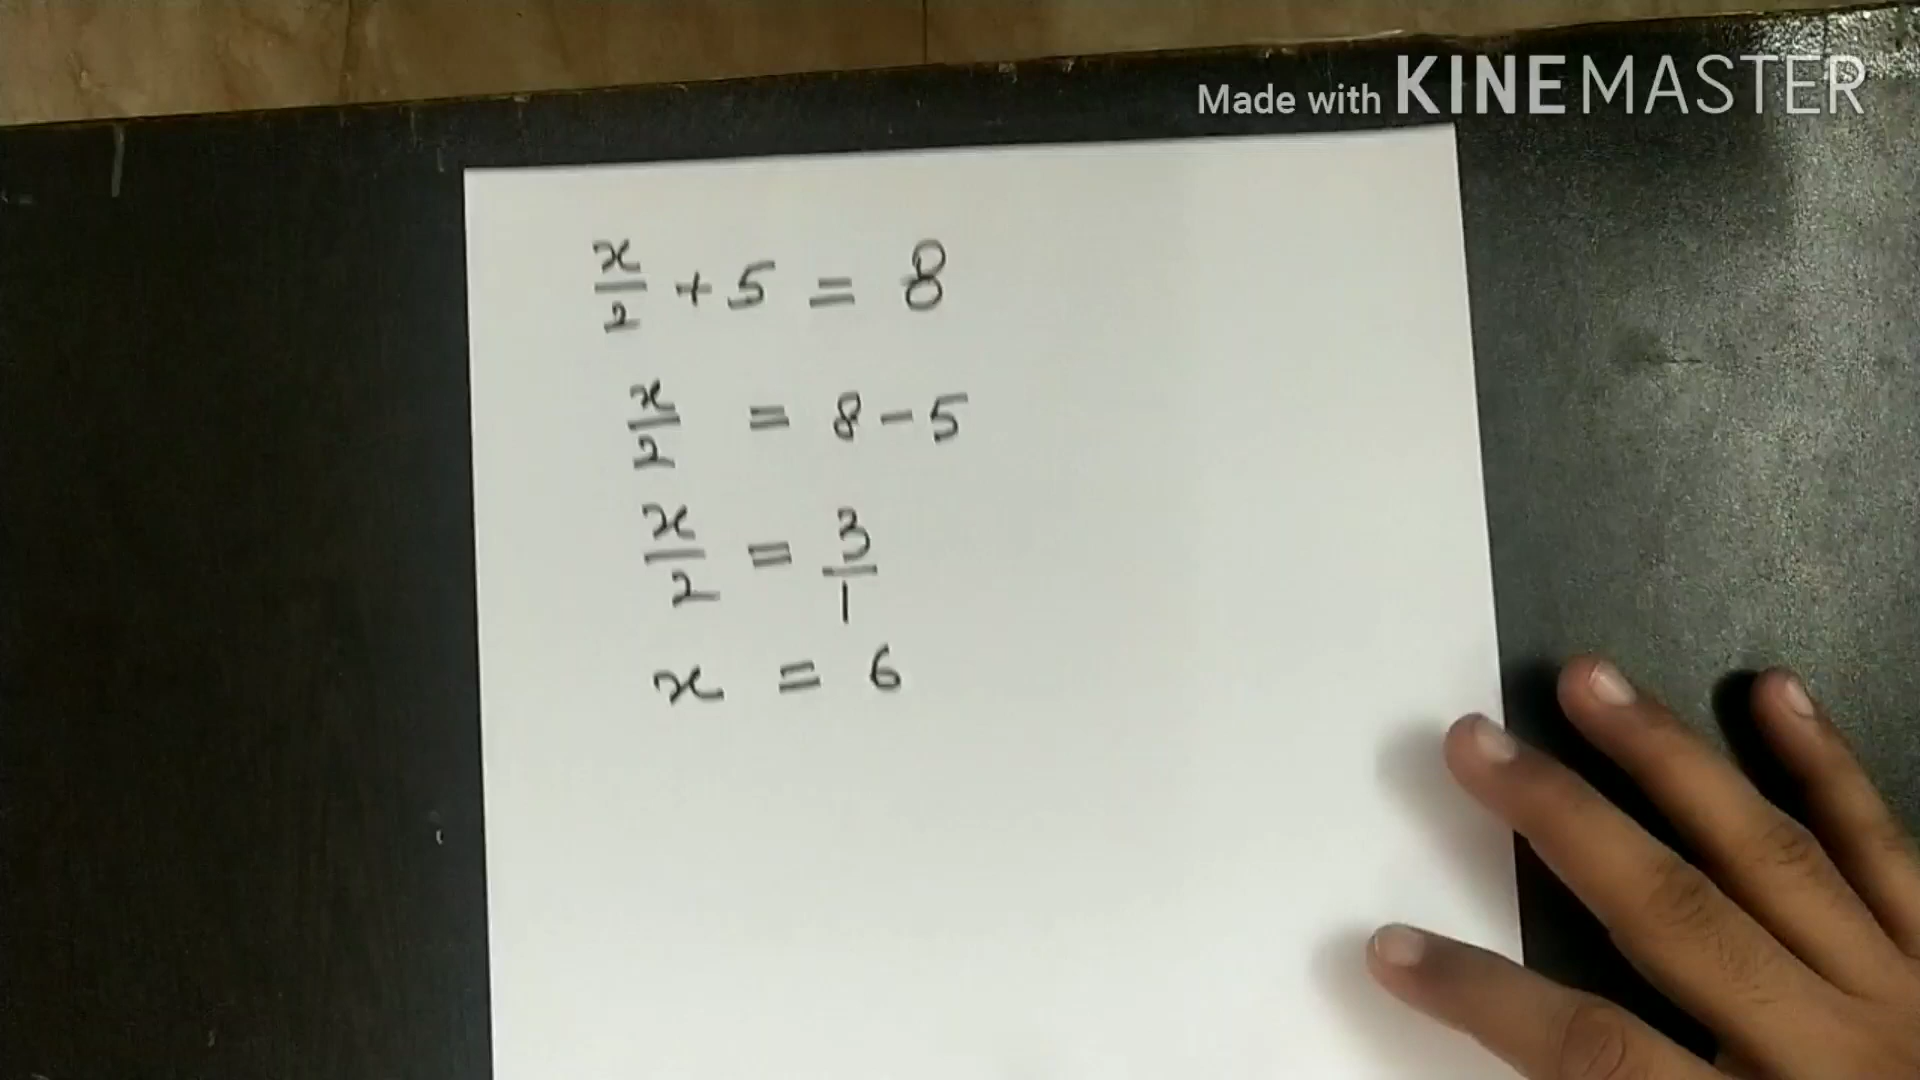 Made with KINEMASTER
x/2 + 5 = 8
x/2 = 8 - 5
x/2 = 3/1
x = 6